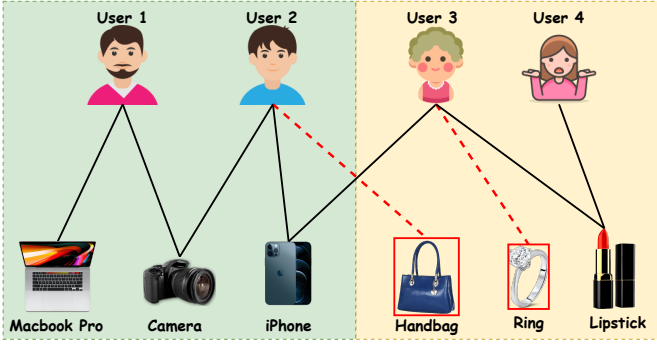 User 1 User 2 User 3 User 4
Macbook Pro Camera iPhone Handbag Ring Lipstick